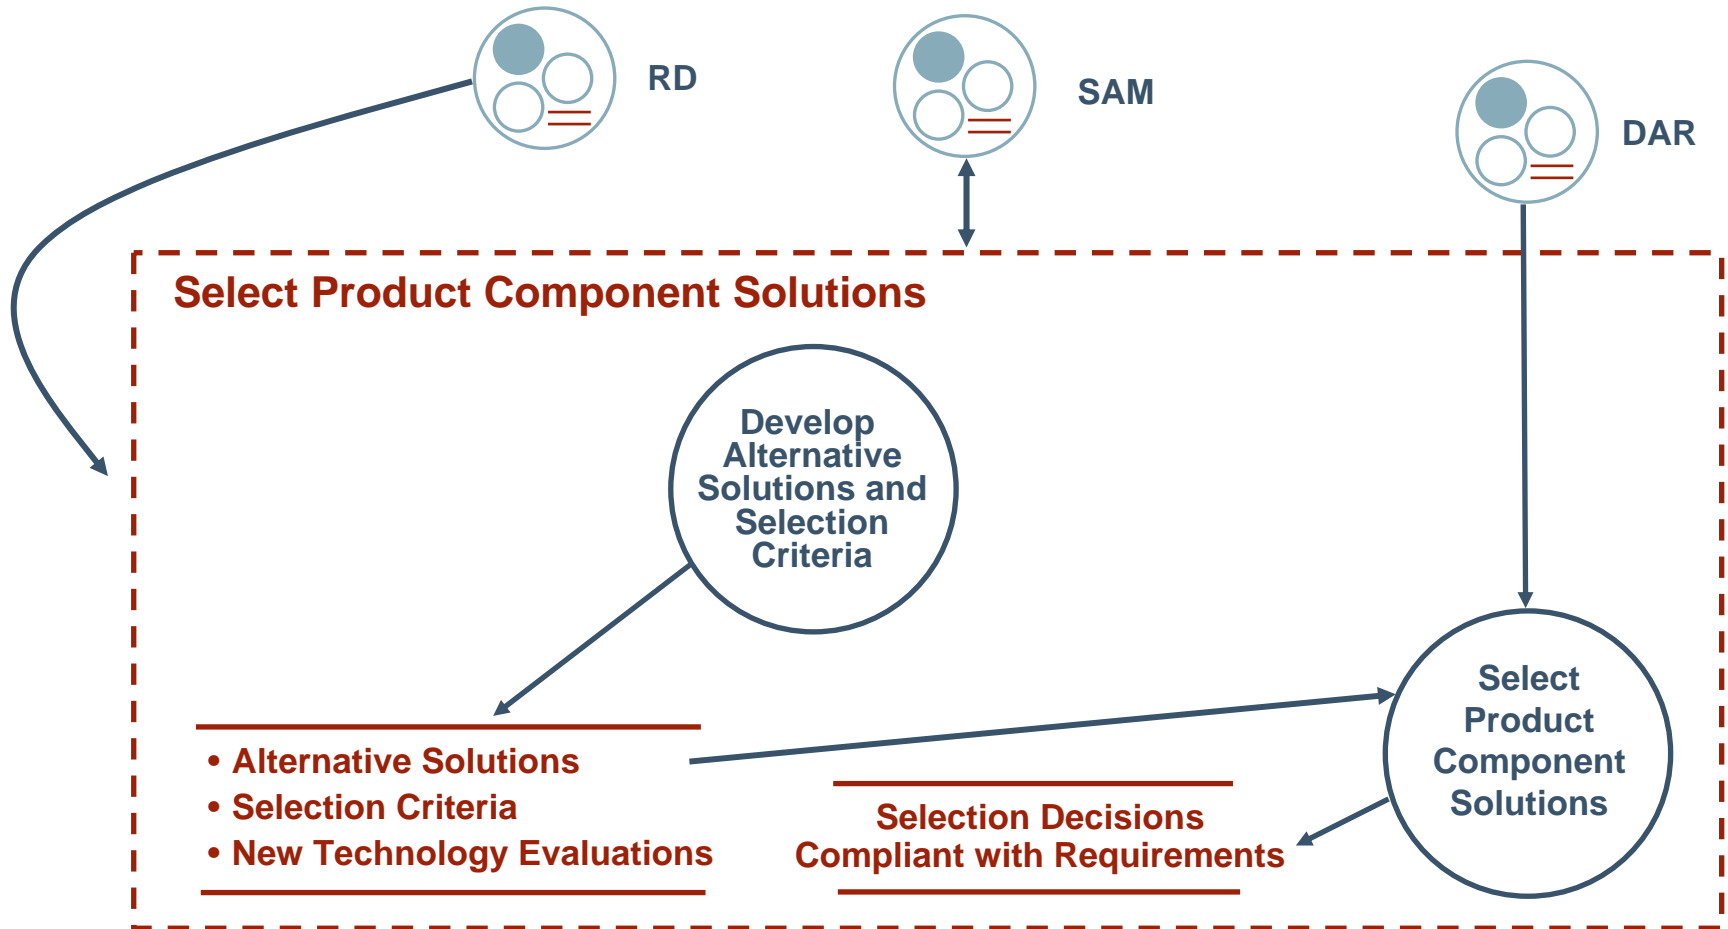 RD
SAM
DAR
Select Product Component Solutions
Develop
Alternative
Solutions and
Selection
Criteria
• Alternative Solutions
• Selection Criteria
• New Technology Evaluations
Selection Decisions
Compliant with Requirements
Select
Product
Component
Solutions